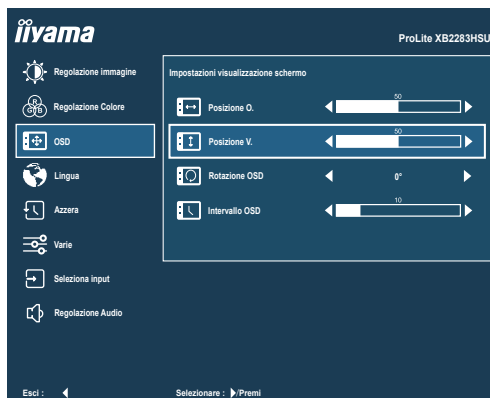 iiyama
ProLite XB2283HSU
Regolazione immagine
Regolazione Colore
OSD
Lingua
Azzera
Varie
Seleziona input
Regolazione Audio
Impostazioni visualizzazione schermo
Posizione O. 50
Posizione V. 50
Rotazione OSD 0°
Intervallo OSD 10
R
G B
Esci :
Selezionare : /Premi